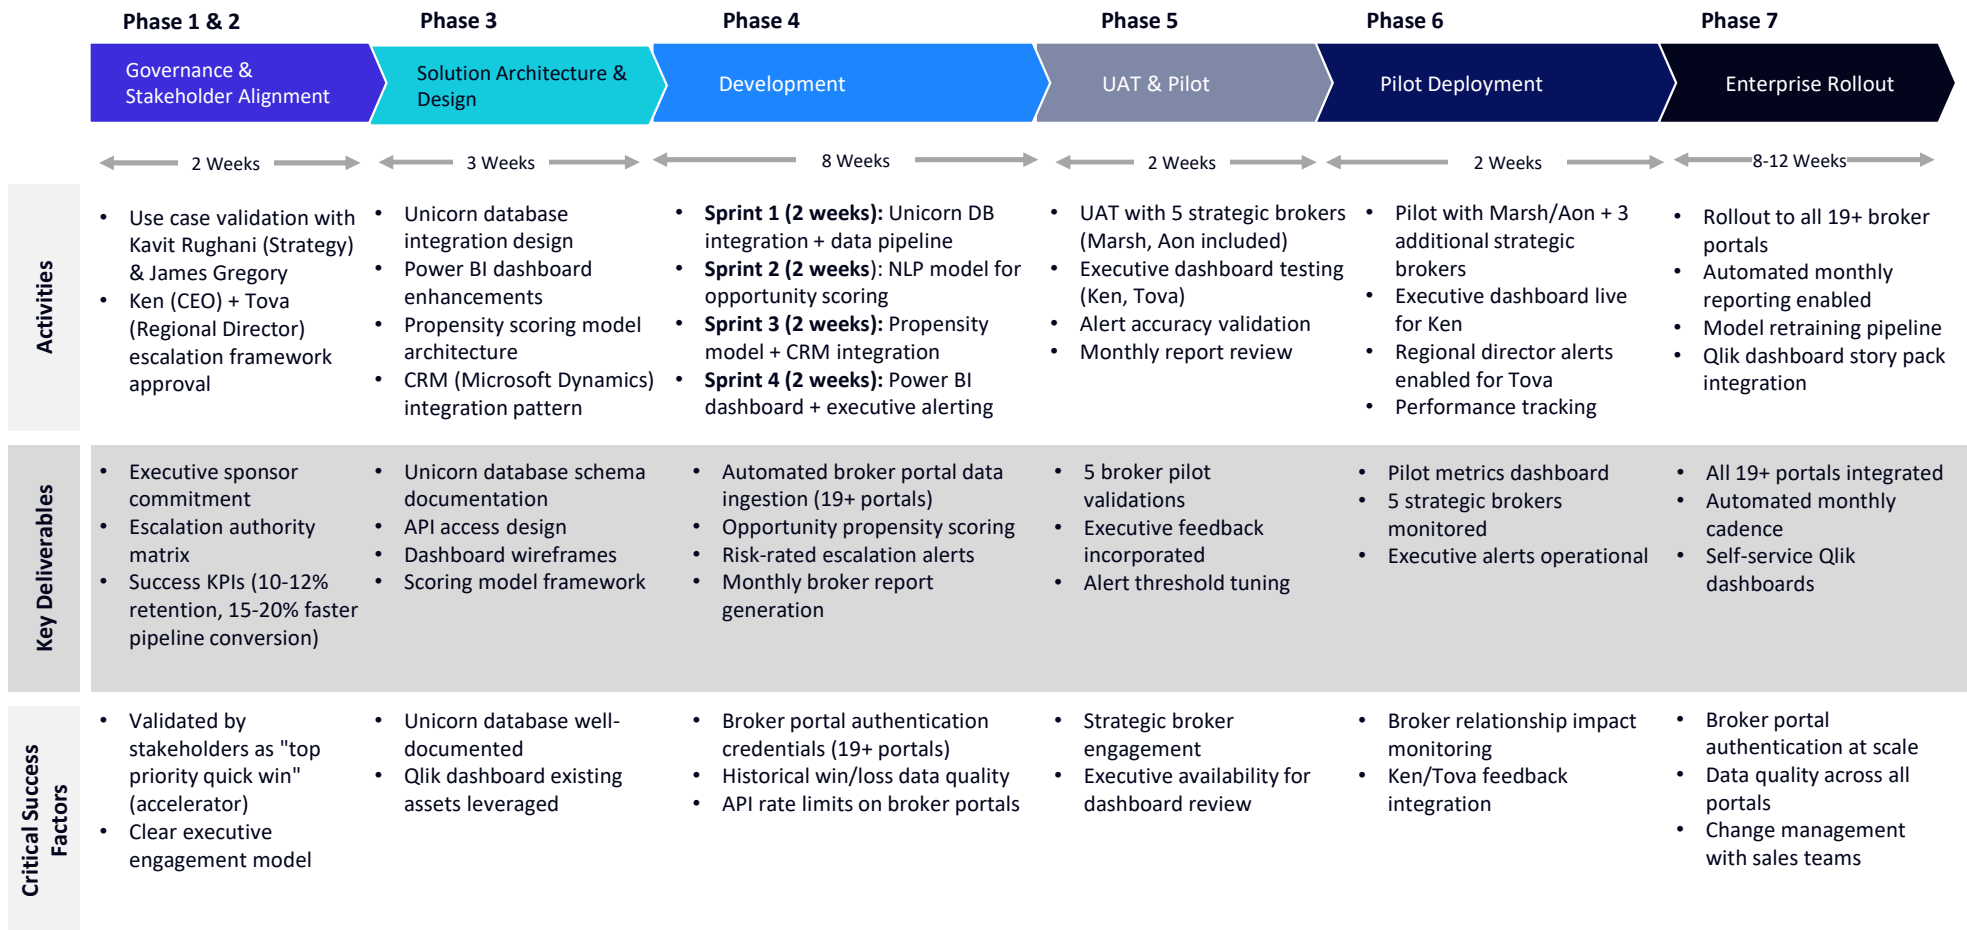 Phase 1 & 2
Phase 3
Phase 4
Phase 5
Phase 6
Phase 7
Governance &
Stakeholder Alignment
Solution Architecture &
Design
Development
UAT & Pilot
Pilot Deployment
Enterprise Rollout
2 Weeks
3 Weeks
8 Weeks
2 Weeks
2 Weeks
8-12 Weeks
Activities
• Use case validation with
Kavit Rughani (Strategy)
& James Gregory
• Ken (CEO) + Tova
(Regional Director)
escalation framework
approval
• Unicorn database
integration design
• Power BI dashboard
enhancements
• Propensity scoring model
architecture
• CRM (Microsoft Dynamics)
integration pattern
• Sprint 1 (2 weeks): Unicorn DB
integration + data pipeline
• Sprint 2 (2 weeks): NLP model for
opportunity scoring
• Sprint 3 (2 weeks): Propensity
model + CRM integration
• Sprint 4 (2 weeks): Power BI
dashboard + executive alerting
• UAT with 5 strategic brokers
(Marsh, Aon included)
• Executive dashboard testing
(Ken, Tova)
• Alert accuracy validation
• Monthly report review
• Pilot with Marsh/Aon + 3
additional strategic
brokers
• Executive dashboard live
for Ken
• Regional director alerts
enabled for Tova
• Performance tracking
• Rollout to all 19+ broker
portals
• Automated monthly
reporting enabled
• Model retraining pipeline
• Qlik dashboard story pack
integration
Key Deliverables
• Executive sponsor
commitment
• Escalation authority
matrix
• Success KPIs (10-12%
retention, 15-20% faster
pipeline conversion)
• Unicorn database schema
documentation
• API access design
• Dashboard wireframes
• Scoring model framework
• Automated broker portal data
ingestion (19+ portals)
• Opportunity propensity scoring
• Risk-rated escalation alerts
• Monthly broker report
generation
• 5 broker pilot
validations
• Executive feedback
incorporated
• Alert threshold tuning
• Pilot metrics dashboard
• 5 strategic brokers
monitored
• Executive alerts operational
• All 19+ portals integrated
• Automated monthly
cadence
• Self-service Qlik
dashboards
Critical Success
Factors
• Validated by
stakeholders as "top
priority quick win"
(accelerator)
• Clear executive
engagement model
• Unicorn database well-
documented
• Qlik dashboard existing
assets leveraged
• Broker portal authentication
credentials (19+ portals)
• Historical win/loss data quality
• API rate limits on broker portals
• Strategic broker
engagement
• Executive availability for
dashboard review
• Broker relationship impact
monitoring
• Ken/Tova feedback
integration
• Broker portal
authentication at scale
• Data quality across all
portals
• Change management
with sales teams